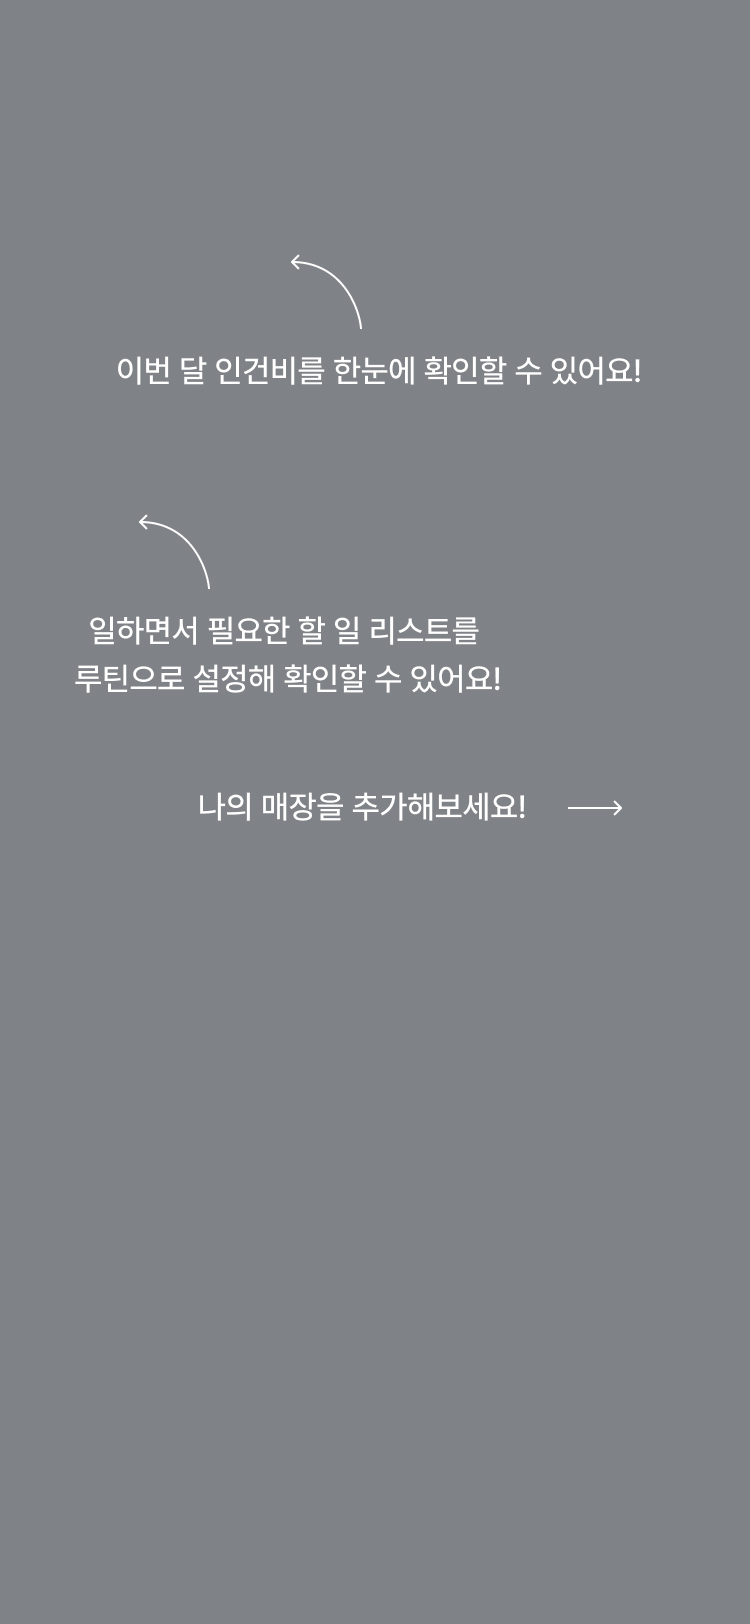 이번 달 인건비를 한눈에 확인할 수 있어요!
일하면서 필요한 할 일 리스트를
루틴으로 설정해 확인할 수 있어요!
나의 매장을 추가해보세요!